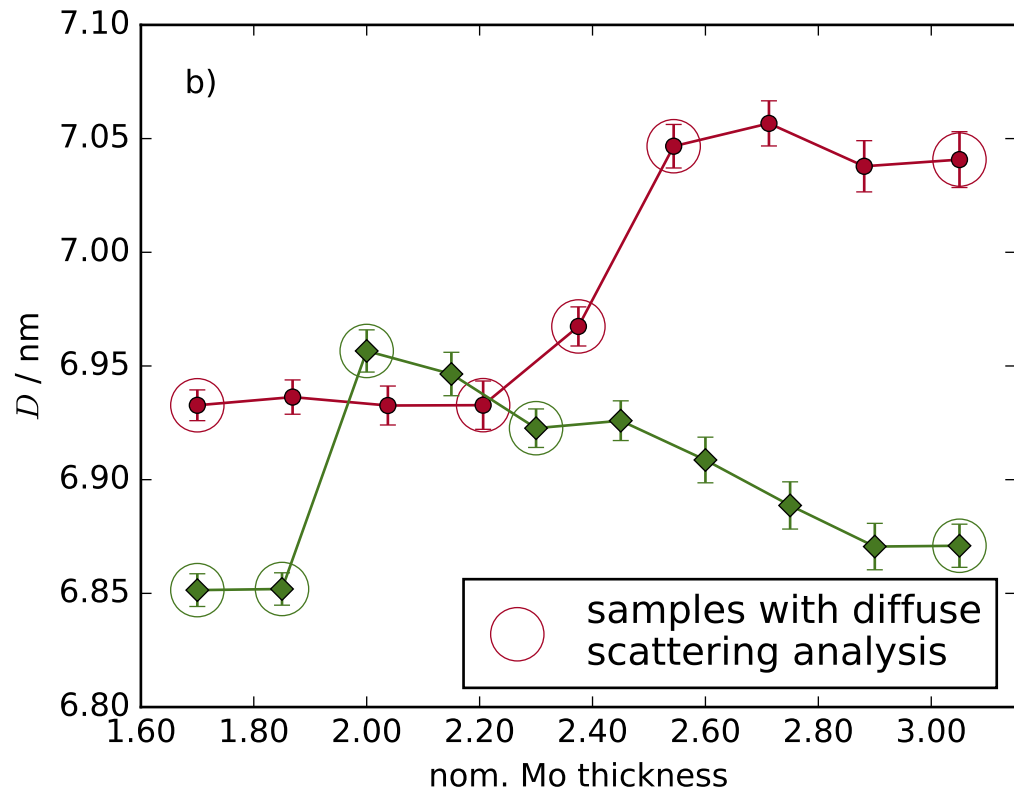 7.10
b)
7.05
7.00
6.95
6.90
6.85
6.80
D / nm
samples with diffuse
scattering analysis
1.60 1.80 2.00 2.20 2.40 2.60 2.80 3.00
nom. Mo thickness